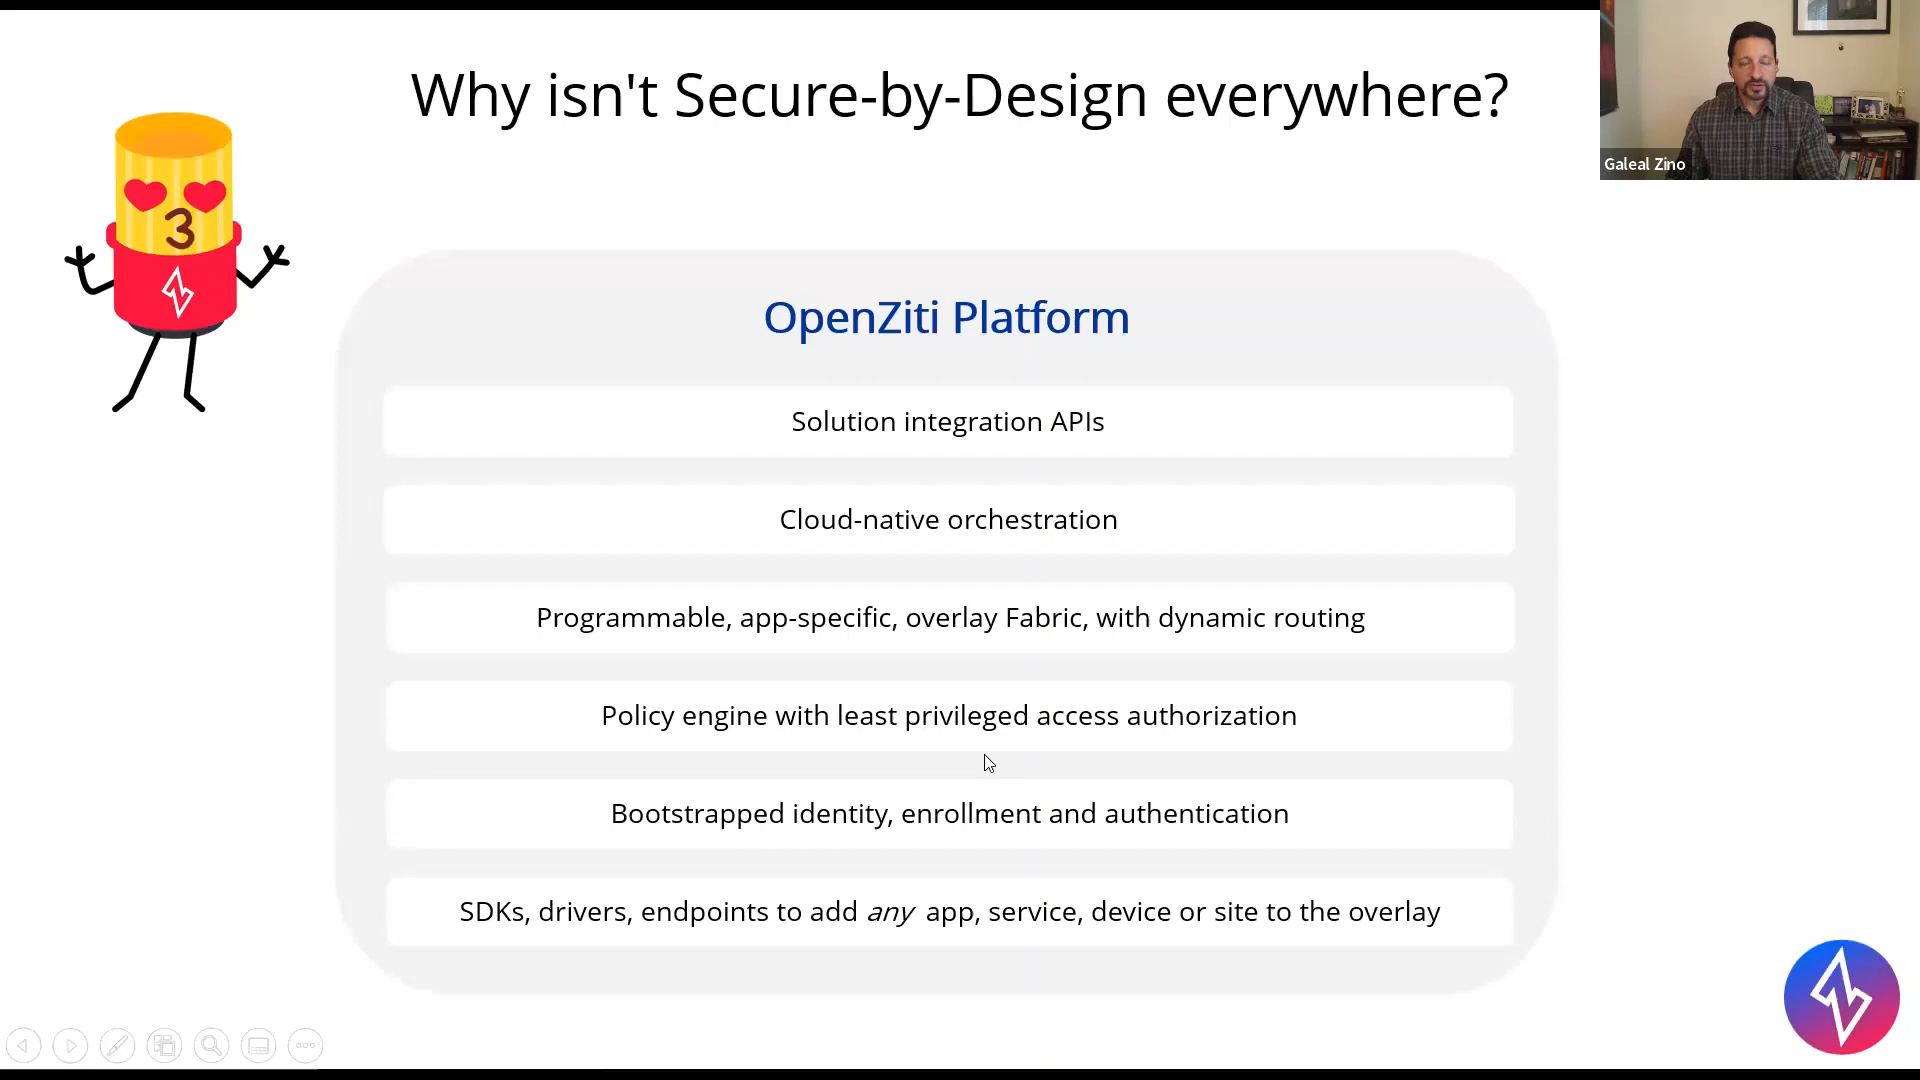 Why isn't Secure-by-Design everywhere?
Galeal Zino
OpenZiti Platform
Solution integration APIs
Cloud-native orchestration
Programmable, app-specific, overlay Fabric, with dynamic routing
Policy engine with least privileged access authorization
Bootstrapped identity, enrollment and authentication
SDKs, drivers, endpoints to add any app, service, device or site to the overlay